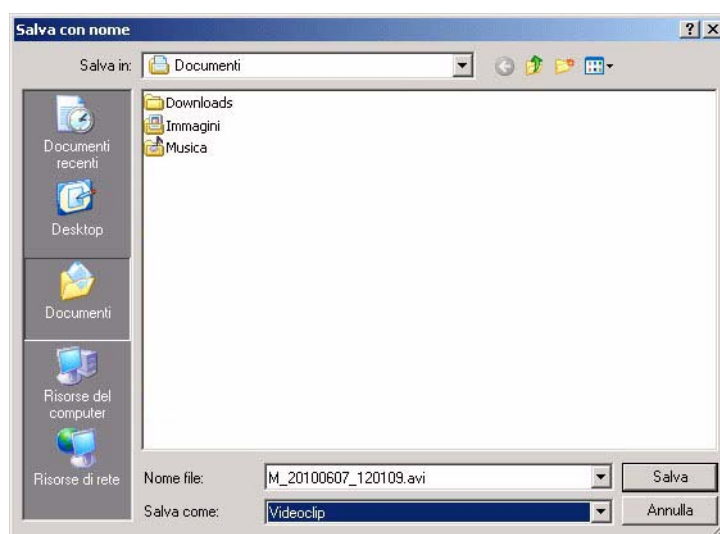 Salva con nome
Salva in:
Documenti
Downloads
Immagini
Musica
Documenti
recenti
Desktop
Documenti
Risorse del
computer
Risorse di rete
Nome file:
M_20100607_120109.avi
Salva
Salva come:
Videoclip
Annulla